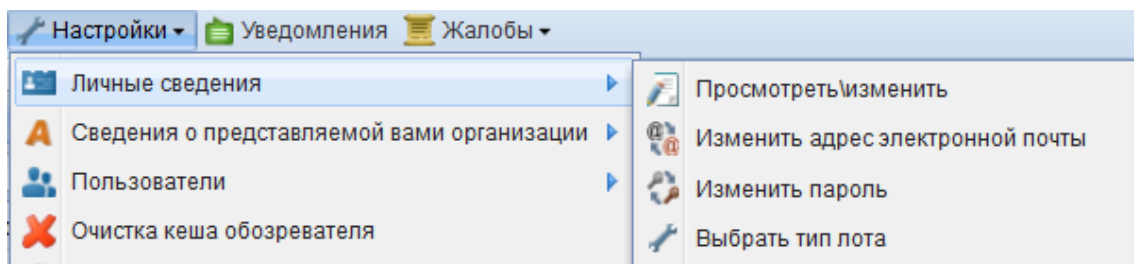 Настройки Уведомления Жалобы
Личные сведения
Сведения о представляемой вами организации
Пользователи
Очистка кеша обозревателя
Просмотреть\изменить
Изменить адрес электронной почты
Изменить пароль
Выбрать тип лота